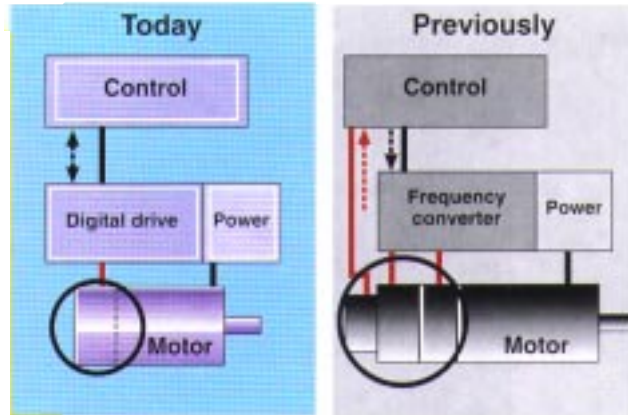 Today
Control
Digital drive
Power
Motor
Previously
Control
Frequency
converter
Power
Motor